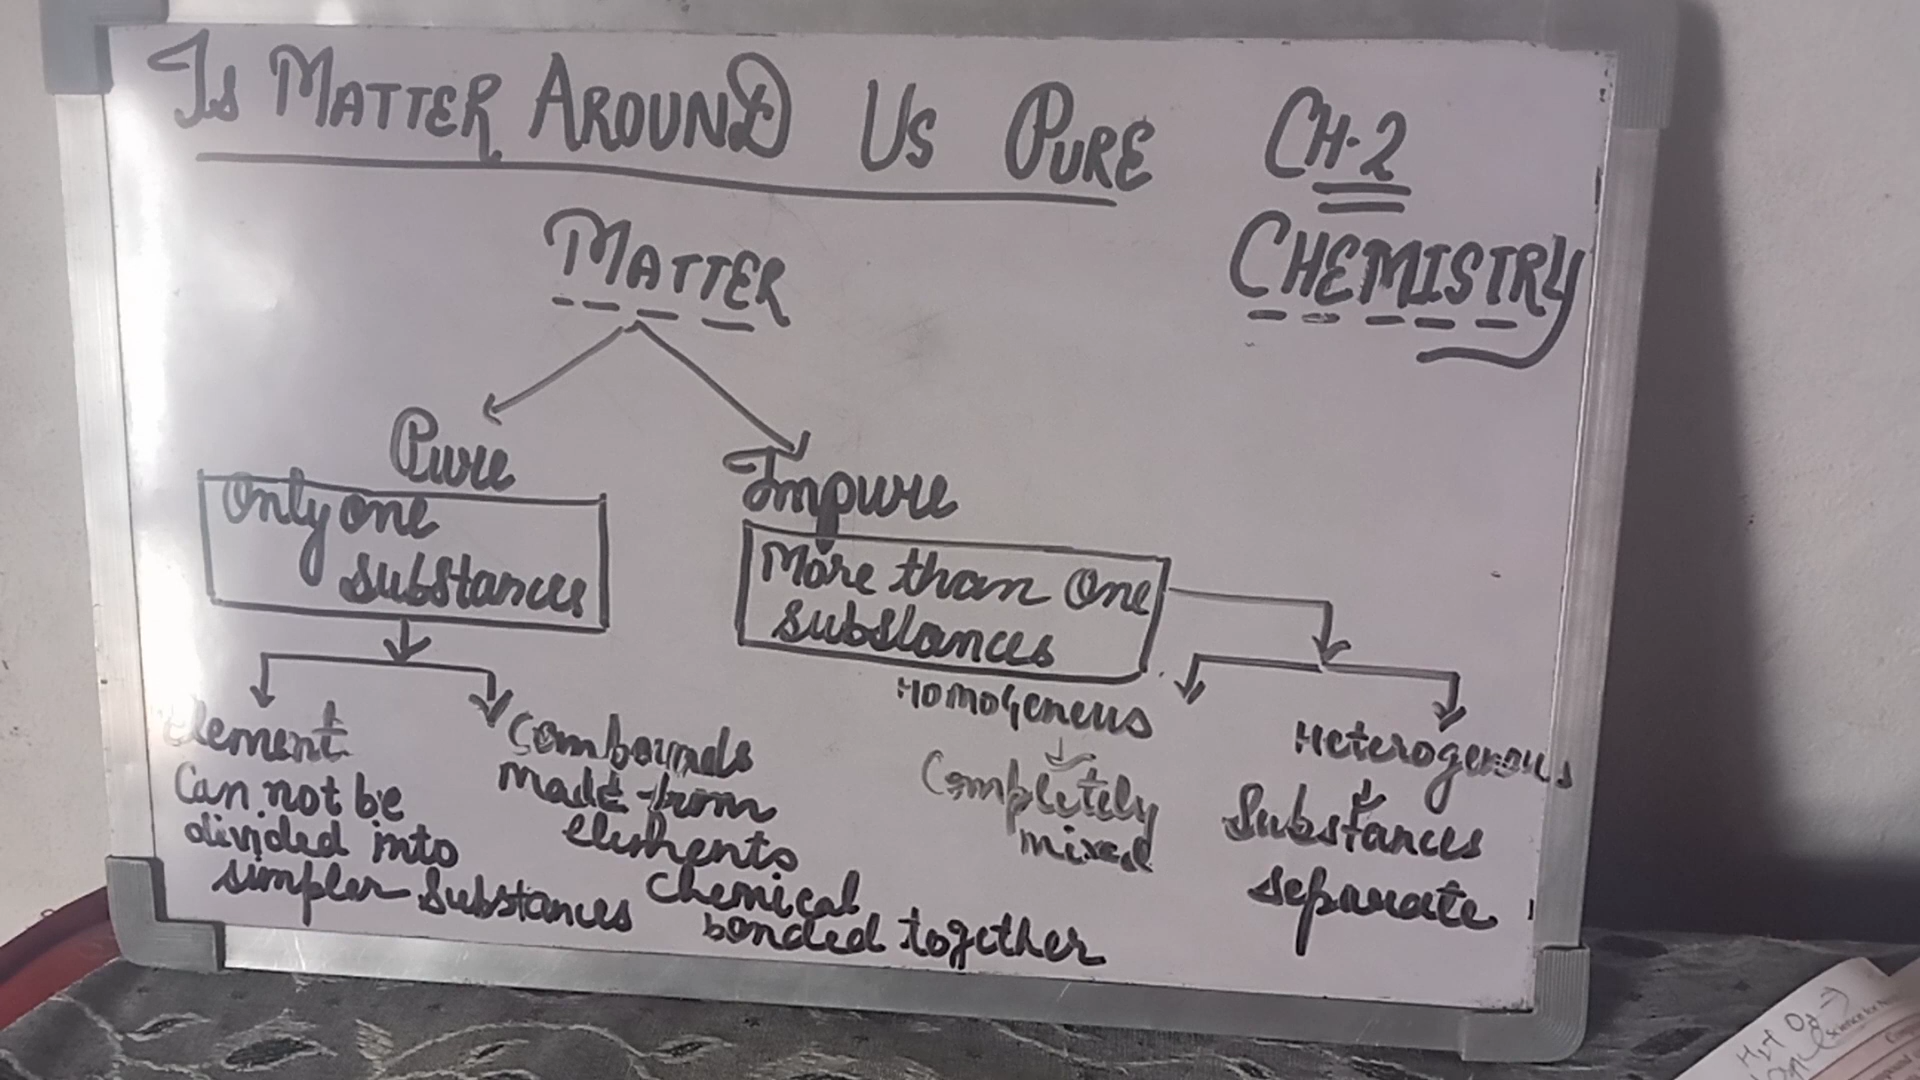 Is MATTER AROUND Us PURE CH.2
CHEMISTRY
MATTER
Pure
Only one
substances
Impure
More than One
substances
Element
Can not be
divided into
simpler substances
Combounds
made from
elements
chemical
bonded together
Homogeneus
Completely
mixed
Heterogenous
Substances
separate